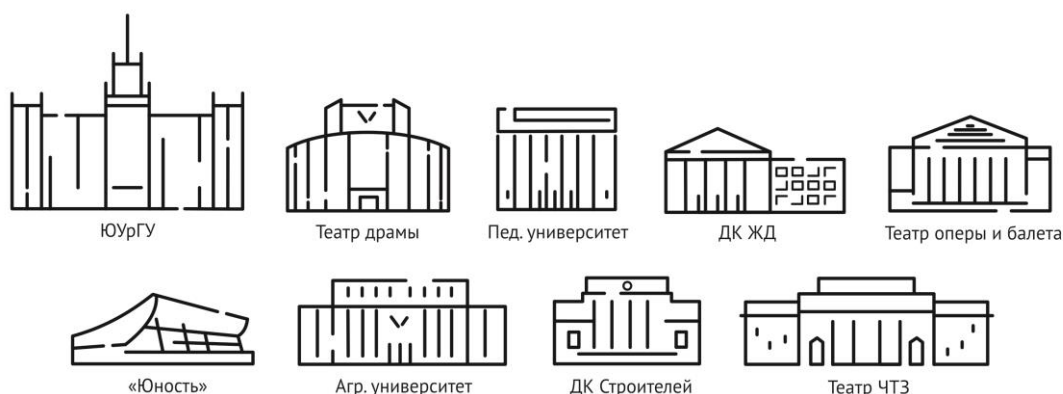 ЮУрГУ
Театр драмы
Пед. университет
ДК ЖД
Театр оперы и балета
«Юность»
Агр. университет
ДК Строителей
Театр ЧТЗ